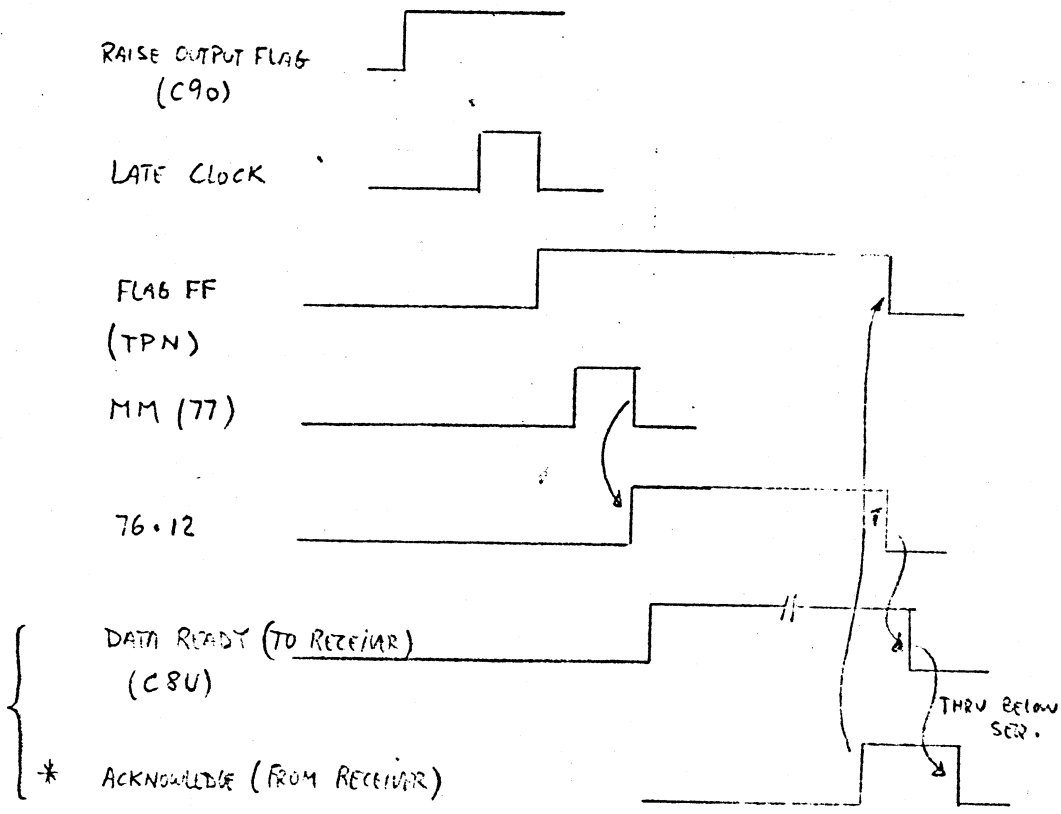 RAISE OUTPUT FLAG
(C90)
LATE CLOCK
FLAG FF
(TPN)
MM (77)
76.12
DATA READY (TO RECEIVER)
(C8U)
THRU BELOW
SEQ.
* ACKNOWLEDGE (FROM RECEIVER)